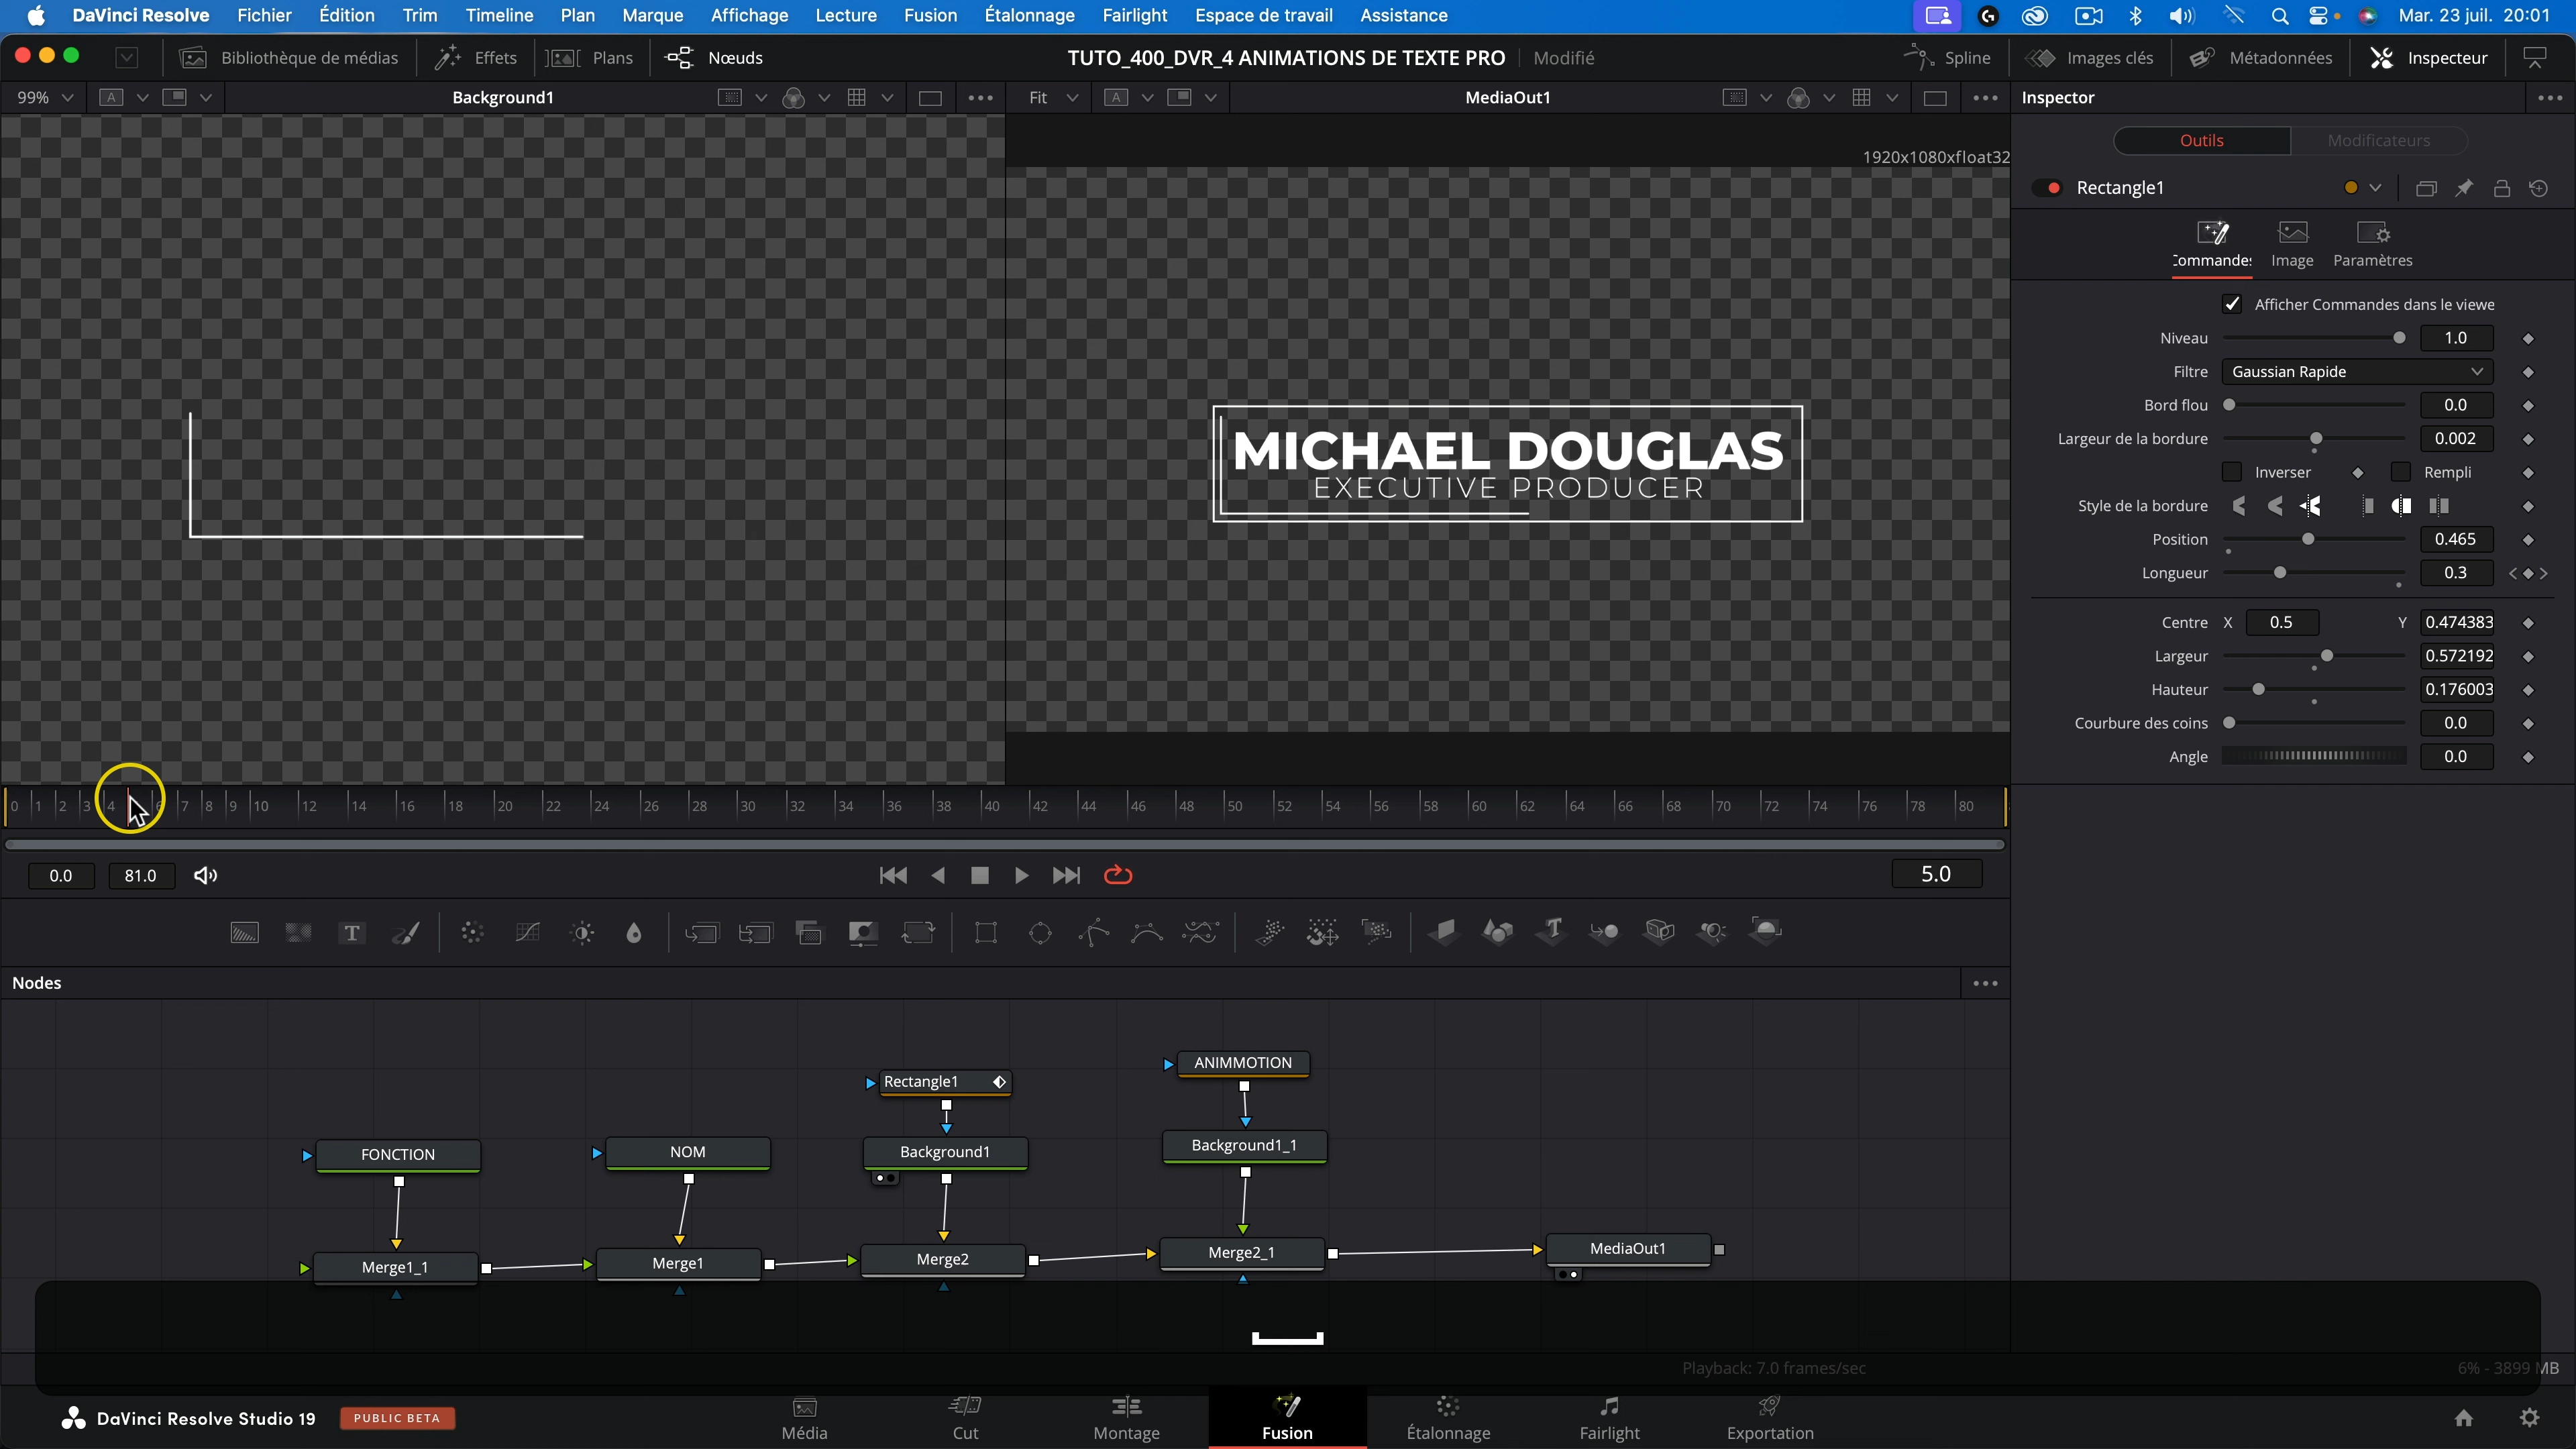 DaVinci Resolve Fichier Édition Trim Timeline Plan Marque Affichage Lecture Fusion Étalonnage Fairlight Espace de travail Assistance Mar. 23 juil. 20:01
Bibliothèque de médias Effets Plans Nœuds TUTO_400_DVR_4 ANIMATIONS DE TEXTE PRO Modifié Spline Images clés Métadonnées Inspecteur
99% A Background1 Fit A MediaOut1 Inspector
Outils Modificateurs
1920x1080xfloat32
Rectangle1
Commandes Image Paramètres
Afficher Commandes dans le viewe
Niveau 1.0
Filtre Gaussian Rapide
Bord flou 0.0
Largeur de la bordure 0.002
Inverser Rempli
Style de la bordure
Position 0.465
Longueur 0.3
Centre X 0.5 Y 0.474383
Largeur 0.572192
Hauteur 0.176003
Courbure des coins 0.0
Angle 0.0
MICHAEL DOUGLAS
EXECUTIVE PRODUCER
0 1 2 3 4 6 7 8 9 10 12 14 16 18 20 22 24 26 28 30 32 34 36 38 40 42 44 46 48 50 52 54 56 58 60 62 64 66 68 70 72 74 76 78 80
0.0 81.0 5.0
T T
Nodes
ANIMMOTION
Rectangle1
FONCTION NOM Background1 Background1_1
Merge1_1 Merge1 Merge2 Merge2_1 MediaOut1
Playback: 7.0 frames/sec 6% - 3899 MB
DaVinci Resolve Studio 19 PUBLIC BETA
Média Cut Montage Fusion Étalonnage Fairlight Exportation